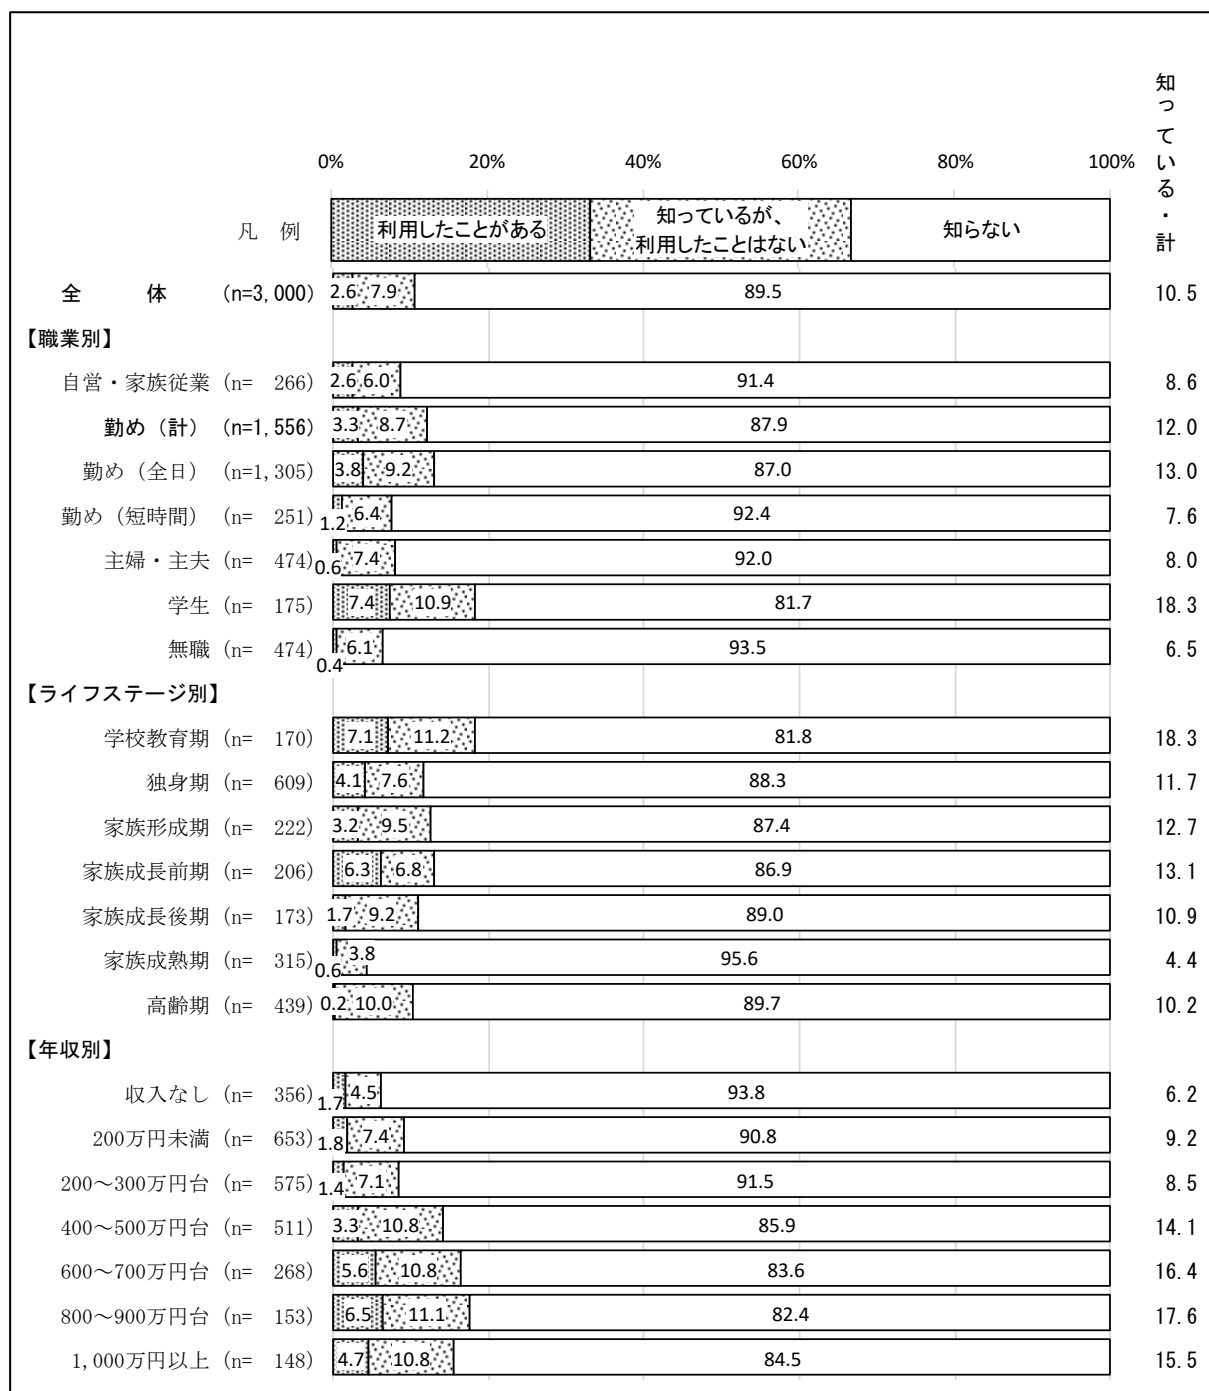 知っている・計
0% 20% 40% 60% 80% 100%
凡　例 利用したことがある 知っているが、利用したことはない 知らない
全　体 (n=3,000) 2.6 7.9 89.5 10.5
【職業別】
自営・家族従業 (n= 266) 2.6 6.0 91.4 8.6
勤め（計） (n=1,556) 3.3 8.7 87.9 12.0
勤め（全日） (n=1,305) 3.8 9.2 87.0 13.0
勤め（短時間） (n= 251) 1.2 6.4 92.4 7.6
主婦・主夫 (n= 474) 0.6 7.4 92.0 8.0
学生 (n= 175) 7.4 10.9 81.7 18.3
無職 (n= 474) 0.4 6.1 93.5 6.5
【ライフステージ別】
学校教育期 (n= 170) 7.1 11.2 81.8 18.3
独身期 (n= 609) 4.1 7.6 88.3 11.7
家族形成期 (n= 222) 3.2 9.5 87.4 12.7
家族成長前期 (n= 206) 6.3 6.8 86.9 13.1
家族成長後期 (n= 173) 1.7 9.2 89.0 10.9
家族成熟期 (n= 315) 0.6 3.8 95.6 4.4
高齢期 (n= 439) 0.2 10.0 89.7 10.2
【年収別】
収入なし (n= 356) 1.7 4.5 93.8 6.2
200万円未満 (n= 653) 1.8 7.4 90.8 9.2
200～300万円台 (n= 575) 1.4 7.1 91.5 8.5
400～500万円台 (n= 511) 3.3 10.8 85.9 14.1
600～700万円台 (n= 268) 5.6 10.8 83.6 16.4
800～900万円台 (n= 153) 6.5 11.1 82.4 17.6
1,000万円以上 (n= 148) 4.7 10.8 84.5 15.5